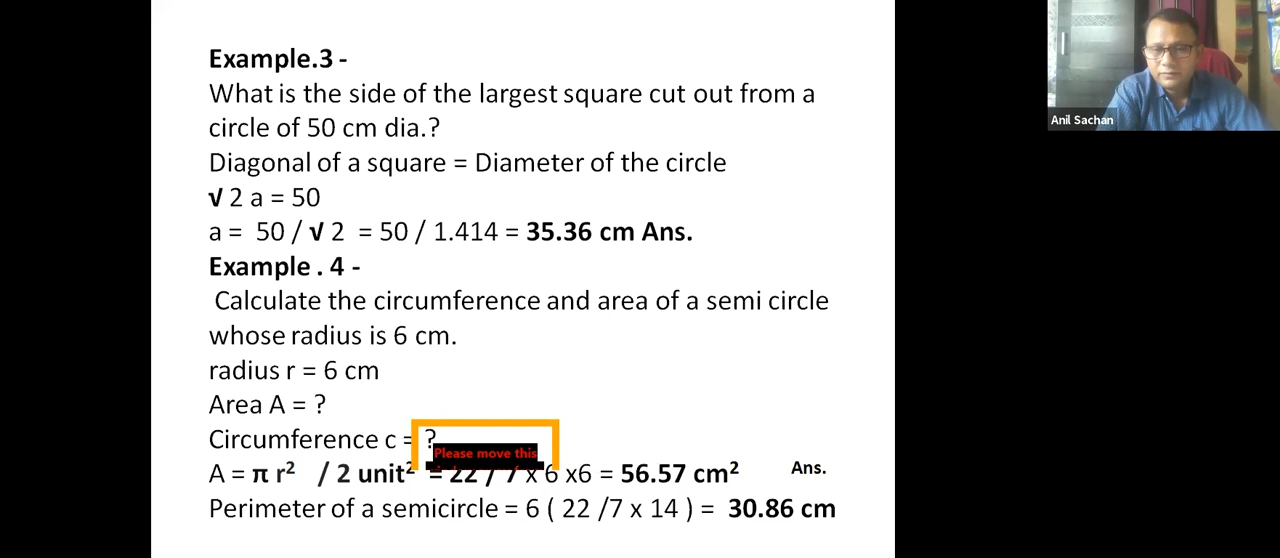 Example.3 -
What is the side of the largest square cut out from a
circle of 50 cm dia.?
Diagonal of a square = Diameter of the circle
√ 2 a = 50
a = 50 / √ 2 = 50 / 1.414 = 35.36 cm Ans.
Example . 4 -
Calculate the circumference and area of a semi circle
whose radius is 6 cm.
radius r = 6 cm
Area A = ?
Circumference c = ?
Please move this
A = π r² / 2 unit² = 22 / 7 x 6 x6 = 56.57 cm² Ans.
Perimeter of a semicircle = 6 ( 22 /7 x 14 ) = 30.86 cm
Anil Sachan